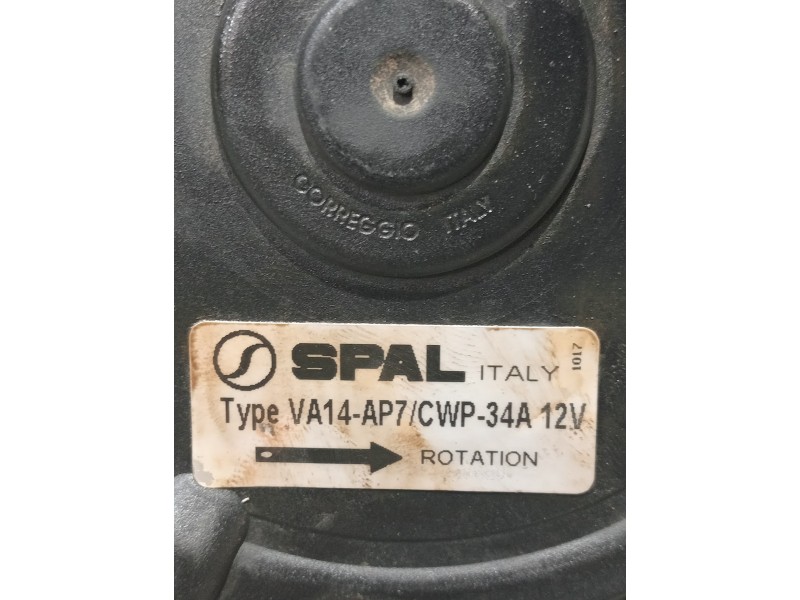 CORREGGIO ITALY
SPAL ITALY
1017
Type VA14-AP7/CWP-34A 12V
ROTATION